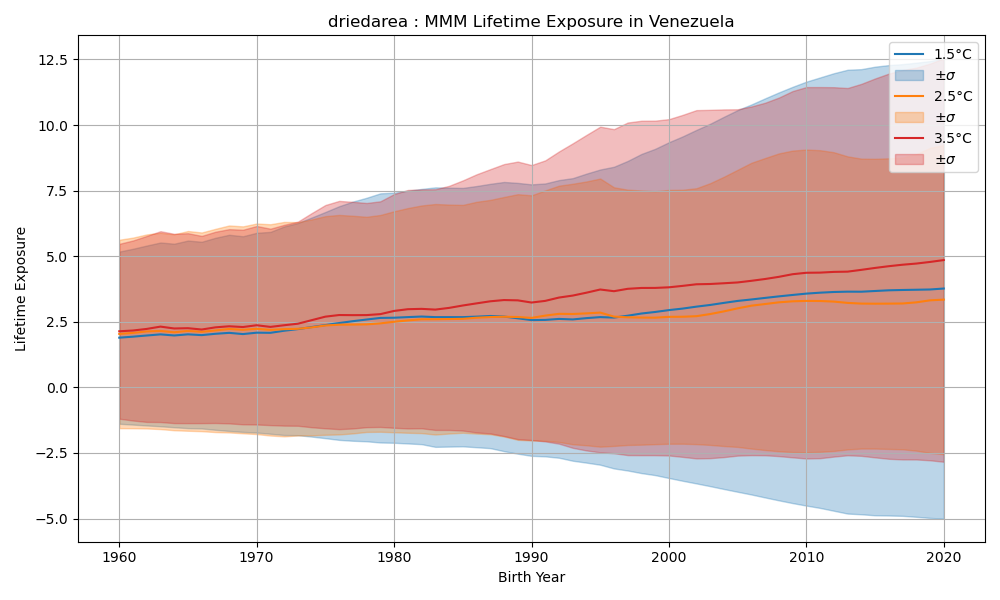 driedarea : MMM Lifetime Exposure in Venezuela
12.5
10.0
7.5
5.0
2.5
0.0
−2.5
−5.0
Lifetime Exposure
1.5°C
±σ
2.5°C
±σ
3.5°C
±σ
1960 1970 1980 1990 2000 2010 2020
Birth Year